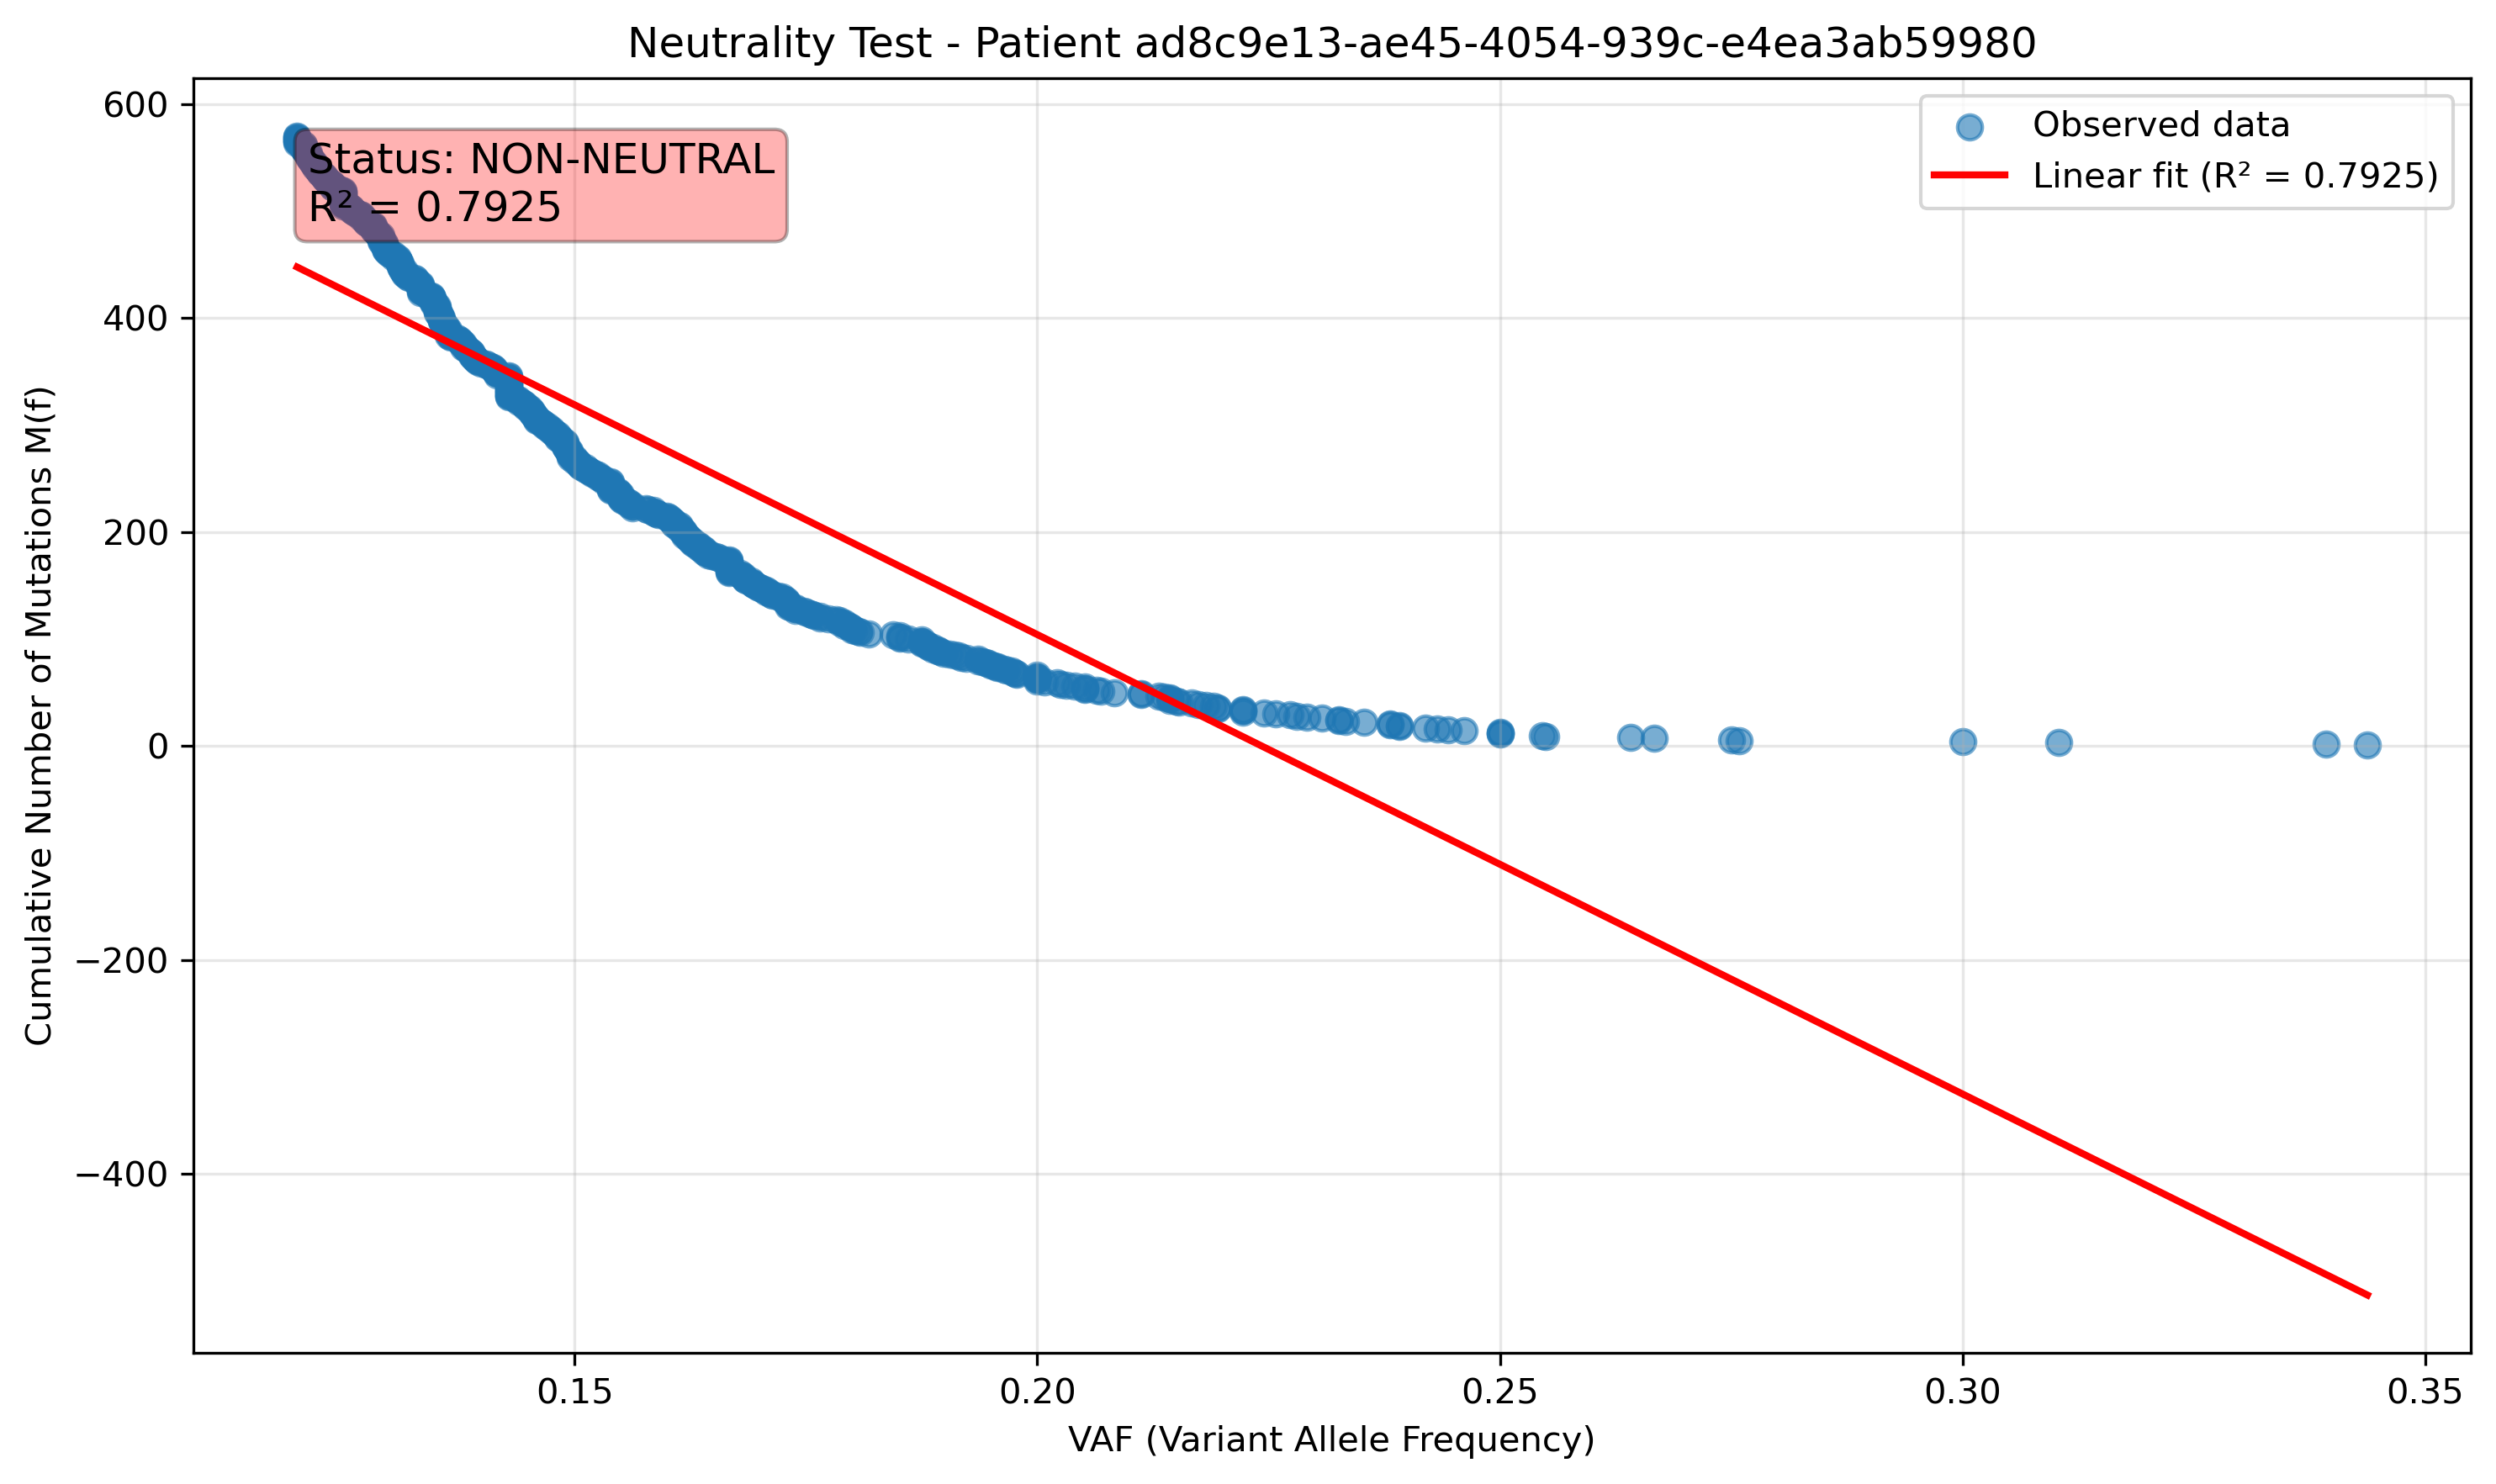 Neutrality Test - Patient ad8c9e13-ae45-4054-939c-e4ea3ab59980
Status: NON-NEUTRAL
R² = 0.7925
Observed data
Linear fit (R² = 0.7925)
Cumulative Number of Mutations M(f)
600
400
200
0
−200
−400
0.15
0.20
0.25
0.30
0.35
VAF (Variant Allele Frequency)